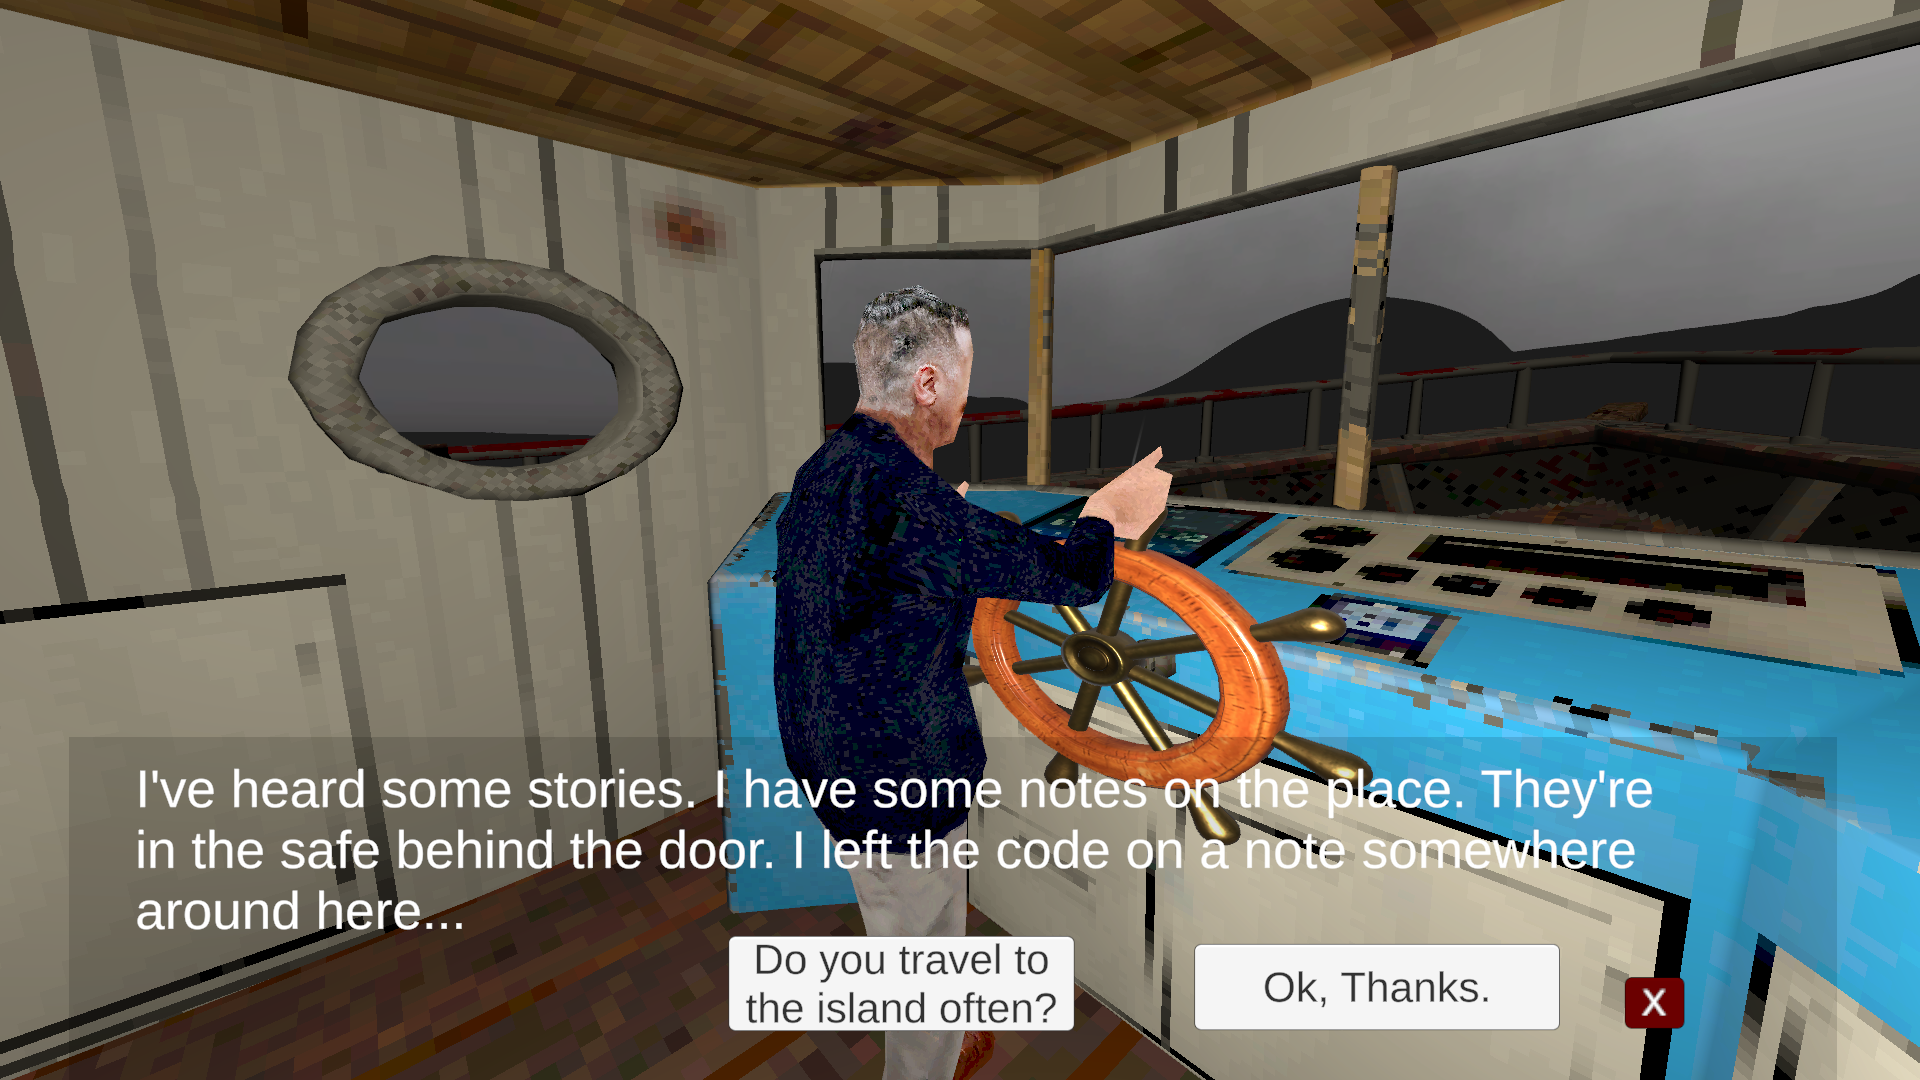 I've heard some stories. I have some notes on the place. They're
in the safe behind the door. I left the code on a note somewhere
around here...
Do you travel to
the island often?
Ok, Thanks.
X